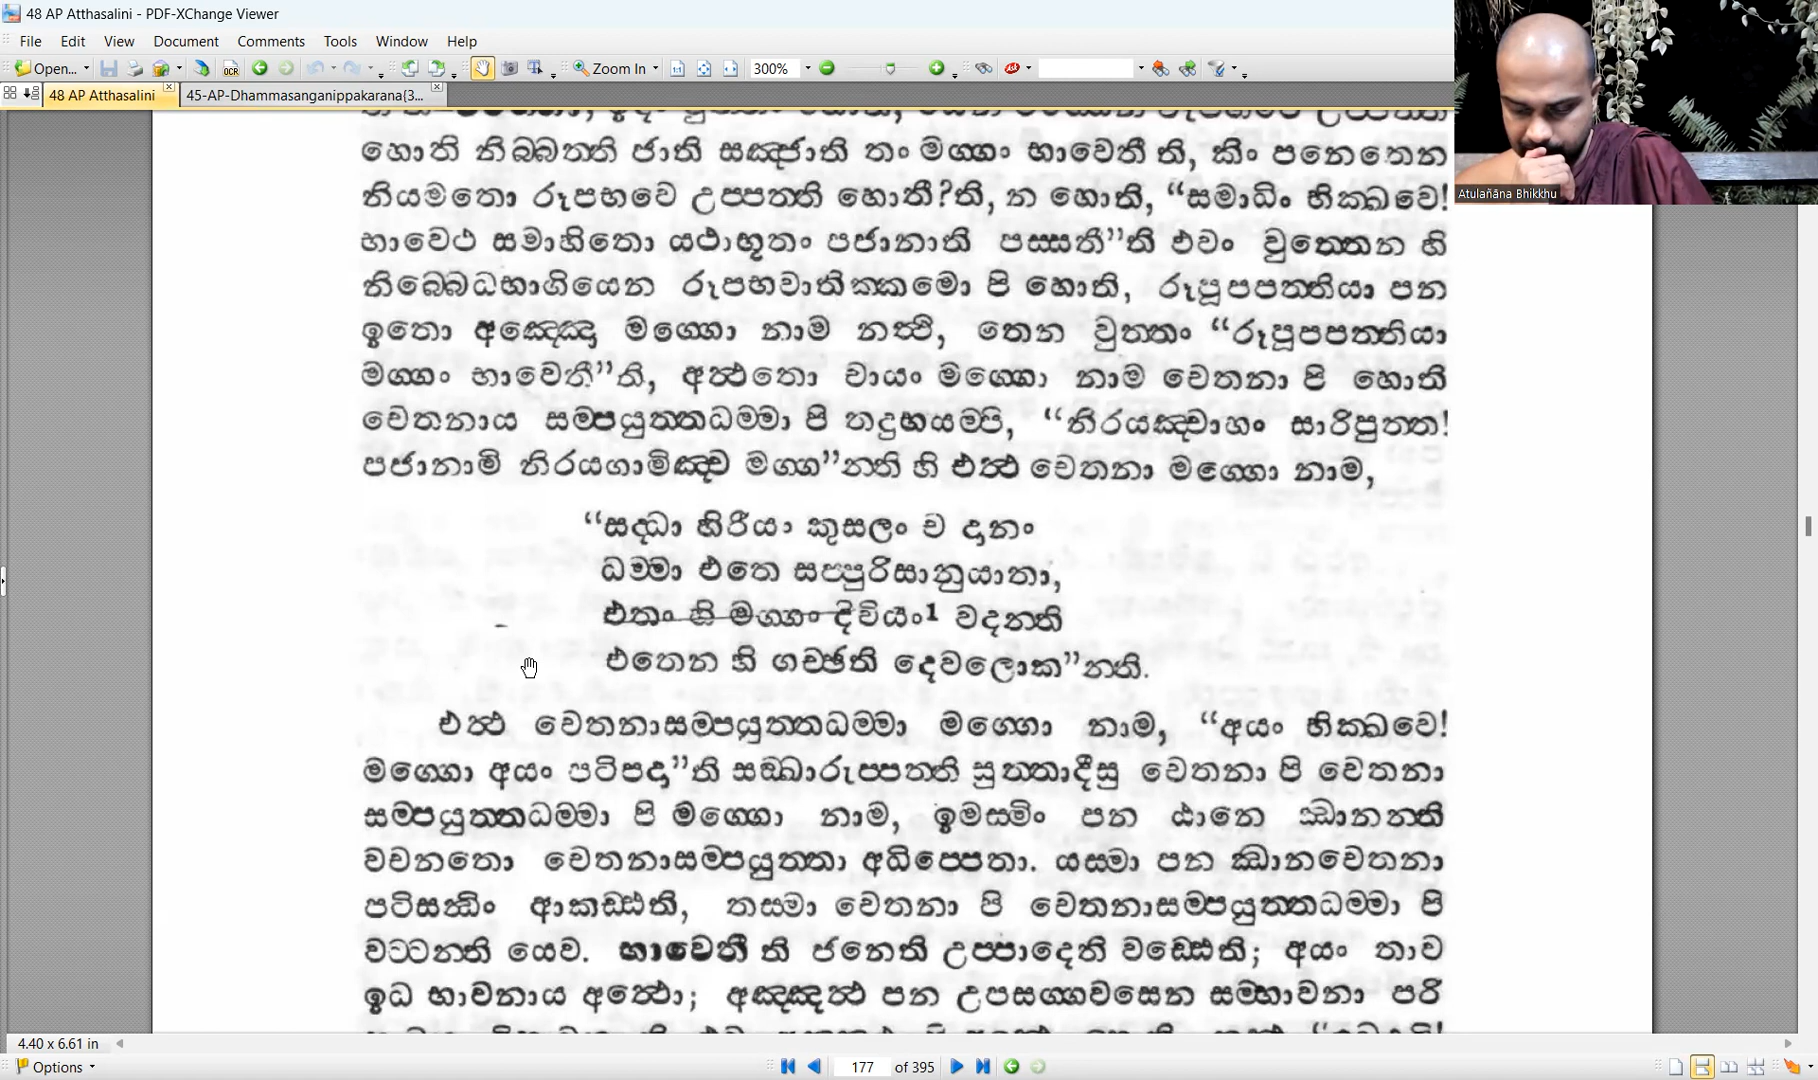 48 AP Atthasalini - PDF-XChange Viewer
File Edit View Document Comments Tools Window Help
Open... OCR Zoom In 300%
48 AP Atthasalini 45-AP-Dhammasanganippakarana{3...
හොති නිබ්බත්ති ජාති සඤ්ජාති තං මග්ගං භාවෙතී ති, කිං පනෙතෙන
නියමතො රූපභවෙ උප්පත්ති හොතී?ති, න හොති, “සමාධිං භික්ඛවෙ!
භාවෙථ සමාහිතො යථාභූතං පජානාති පස්සතී”ති එවං වුත්තෙන හි
නිබ්බෙධභාගියෙන රූපභවාතික්කමො පි හොති, රූපූපපත්තියා පන
ඉතො අඤ්ඤො මග්ගො නාම නත්ථි, තෙන වුත්තං “රූපූපපත්තියා
මග්ගං භාවෙතී”ති, අත්ථතො චායං මග්ගො නාම චෙතනා පි හොති
චෙතනාය සම්පයුත්තධම්මා පි තදුභයම්පි, “නිරයඤ්චාහං සාරිපුත්ත!
පජානාමි නිරයගාමිඤ්ච මග්ග”න්ති හි එත්ථ චෙතනා මග්ගො නාම,
“සද්ධා හිරීයා කුසලං ච දානං
ධම්මා එතෙ සප්පුරිසානුයාතා,
එතං හි මග්ගං දිවියං1 වදන්ති
එතෙන හි ගච්ඡති දෙවලොක”න්ති.
එත්ථ චෙතනාසම්පයුත්තධම්මා මග්ගො නාම, “අයං භික්ඛවෙ!
මග්ගො අයං පටිපදා”ති සඞ්ඛාරුප්පත්ති සුත්තාදීසු චෙතනා පි චෙතනා
සම්පයුත්තධම්මා පි මග්ගො නාම, ඉමස්මිං පන ඨානෙ ඣානන්ති
වචනතො චෙතනාසම්පයුත්තා අධිප්පෙතා. යස්මා පන ඣානචෙතනා
පටිසන්ධිං ආකඩ්ඪති, තස්මා චෙතනා පි චෙතනාසම්පයුත්තධම්මා පි
වට්ටන්ති යෙව. භාවෙතී ති ජනෙති උප්පාදෙති වඩ්ඪෙති; අයං තාව
ඉධ භාවනාය අත්ථො; අඤ්ඤත්ථ පන උපසග්ගවසෙන සම්භාවනා පරි
Atulañāna Bhikkhu
4.40 x 6.61 in
Options 177 of 395